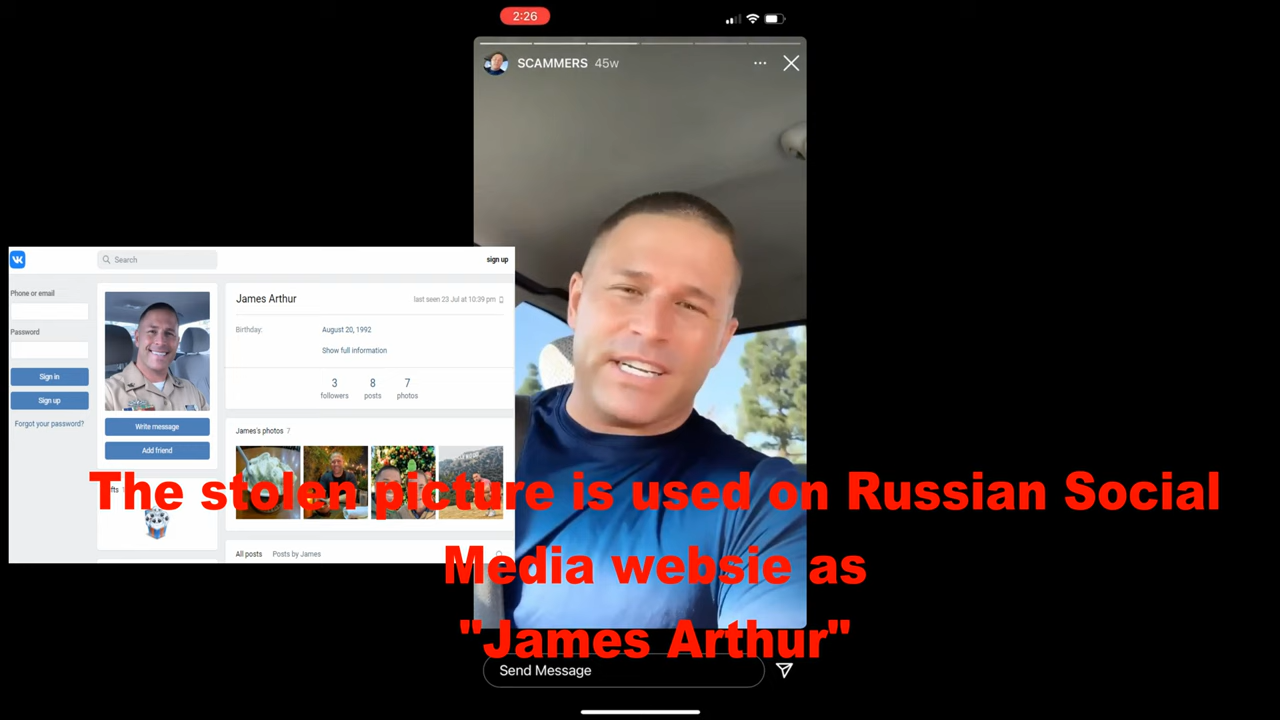 2:26
SCAMMERS 45w
Search
sign up
Phone or email
Password
Sign in
Sign up
Forgot your password?
Write message
Add friend
James Arthur
last seen 23 Jul at 10:39 pm
Birthday: August 20, 1992
Show full information
3 8 7
followers posts photos
James's photos 7
All posts Posts by James
The stolen picture is used on Russian Social
Media websie as
"James Arthur"
Send Message